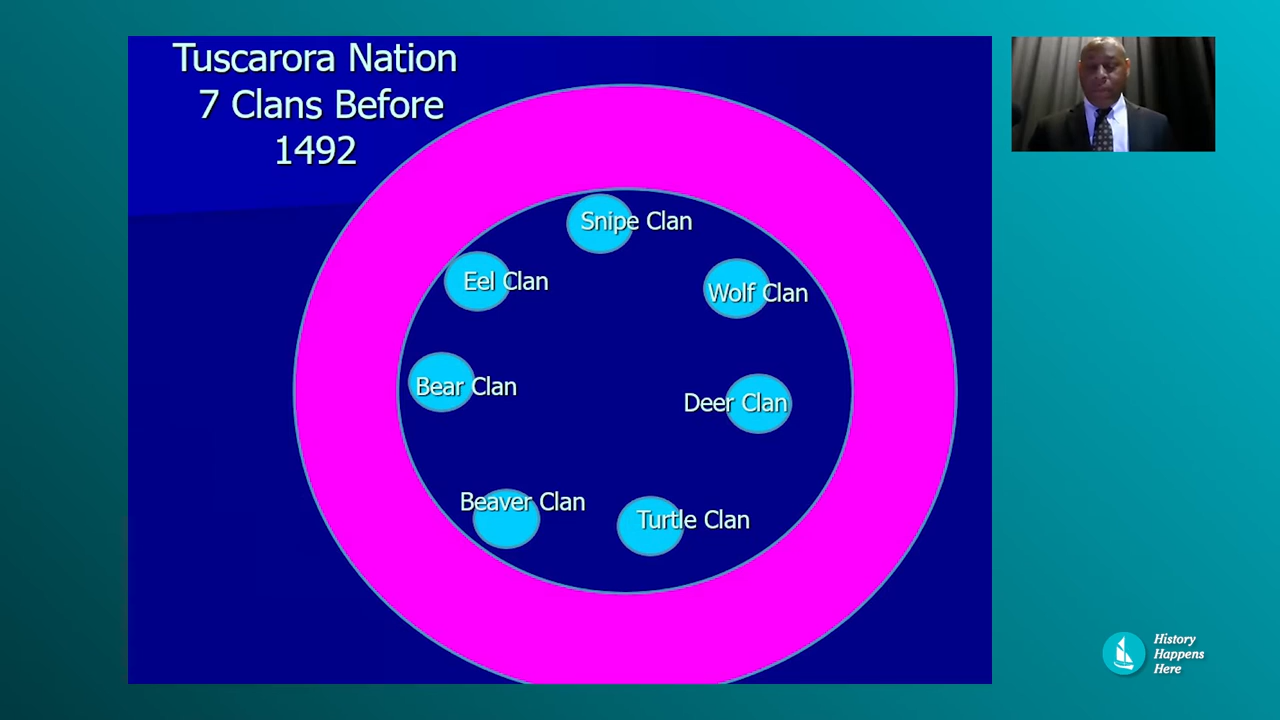 Tuscarora Nation
7 Clans Before
1492
Snipe Clan
Eel Clan
Wolf Clan
Bear Clan
Deer Clan
Beaver Clan
Turtle Clan
History
Happens
Here